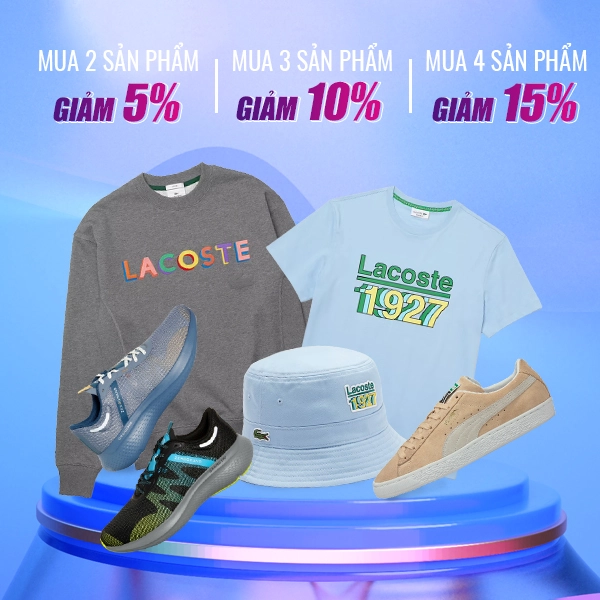 MUA 2 SẢN PHẨM
GIẢM 5%
MUA 3 SẢN PHẨM
GIẢM 10%
MUA 4 SẢN PHẨM
GIẢM 15%
LACOSTE
Lacoste
1927
Lacoste
1927